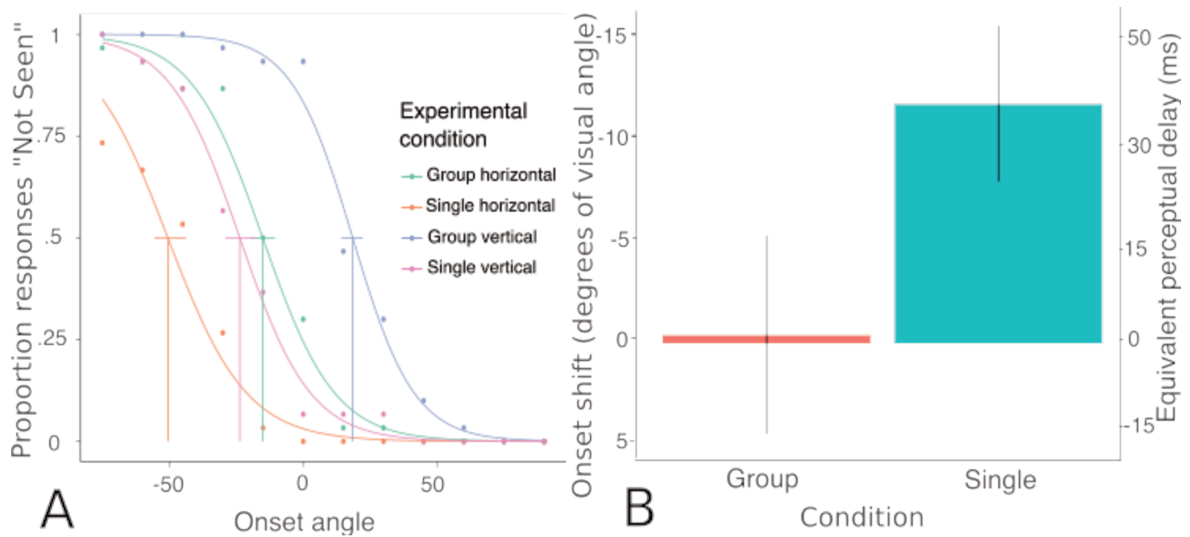 Proportion responses "Not Seen"
1
.75
.5
.25
0
-50
0
50
Onset angle
A
Experimental
condition
Group horizontal
Single horizontal
Group vertical
Single vertical
Onset shift (degrees of visual angle)
-15
-10
-5
0
5
Group
Single
Condition
B
50
30
15
0
-15
Equivalent perceptual delay (ms)